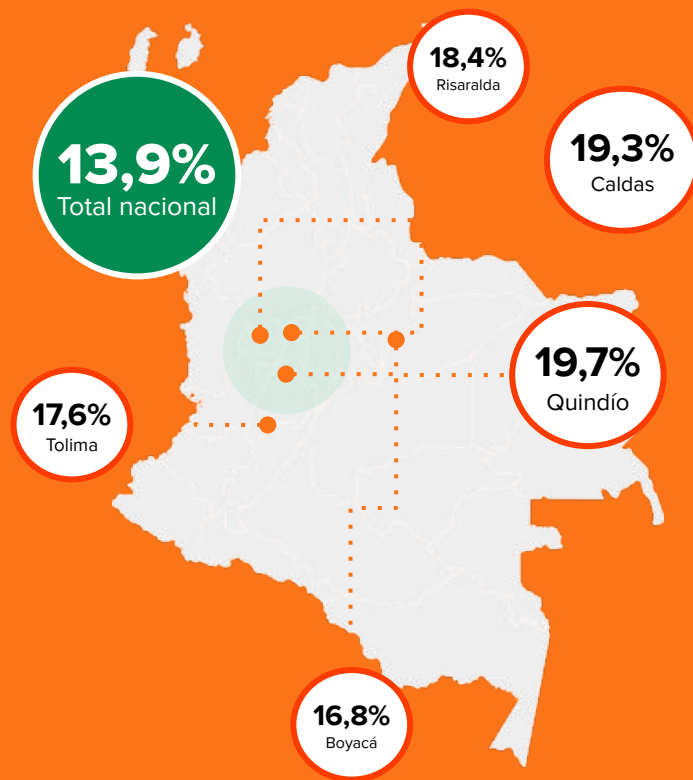 18,4%
Risaralda
13,9%
Total nacional
19,3%
Caldas
19,7%
Quindío
17,6%
Tolima
16,8%
Boyacá